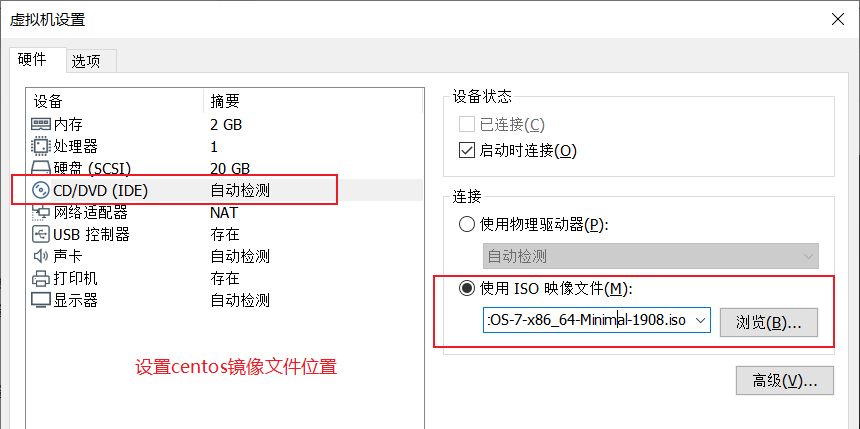 虚拟机设置
硬件 选项
设备 摘要
内存 2 GB
处理器 1
硬盘 (SCSI) 20 GB
CD/DVD (IDE) 自动检测
网络适配器 NAT
USB 控制器 存在
声卡 自动检测
打印机 存在
显示器 自动检测
设置centos镜像文件位置
设备状态
已连接(C)
启动时连接(O)
连接
使用物理驱动器(P):
自动检测
使用 ISO 映像文件(M):
:OS-7-x86_64-Minimal-1908.iso 浏览(B)...
高级(V)...